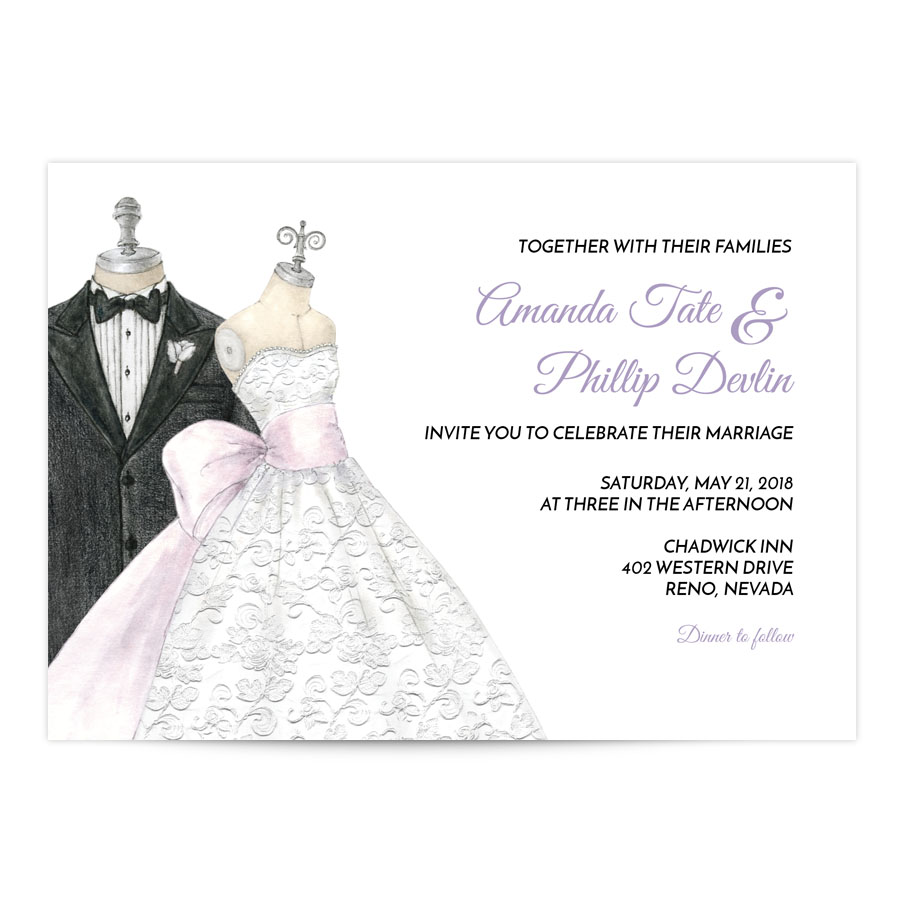 TOGETHER WITH THEIR FAMILIES
Amanda Tate &
Phillip Devlin
INVITE YOU TO CELEBRATE THEIR MARRIAGE
SATURDAY, MAY 21, 2018
AT THREE IN THE AFTERNOON
CHADWICK INN
402 WESTERN DRIVE
RENO, NEVADA
Dinner to follow